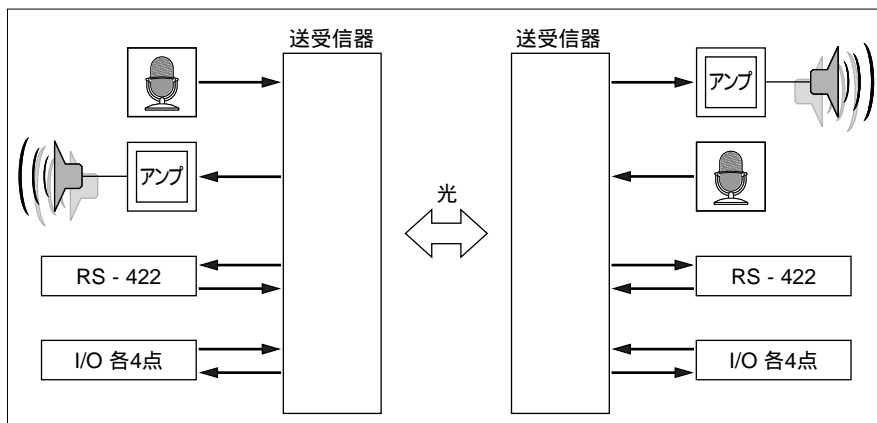 送受信器
送受信器
アンプ
アンプ
光
RS - 422
RS - 422
I/O 各4点
I/O 各4点